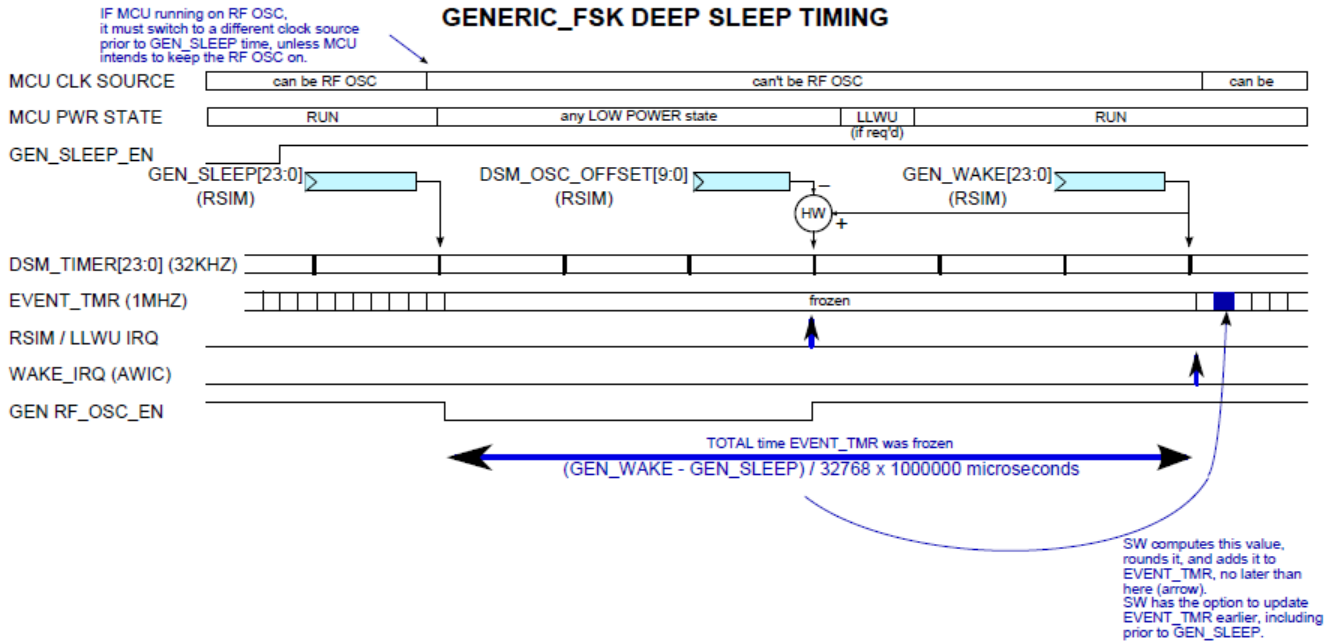 GENERIC_FSK DEEP SLEEP TIMING
IF MCU running on RF OSC,
it must switch to a different clock source
prior to GEN_SLEEP time, unless MCU
intends to keep the RF OSC on.
MCU CLK SOURCE
can be RF OSC
can't be RF OSC
can be
MCU PWR STATE
RUN
any LOW POWER state
LLWU
(if req'd)
RUN
GEN_SLEEP_EN
GEN_SLEEP[23:0]
(RSIM)
DSM_OSC_OFFSET[9:0]
(RSIM)
GEN_WAKE[23:0]
(RSIM)
−
HW
+
DSM_TIMER[23:0] (32KHZ)
EVENT_TMR (1MHZ)
frozen
RSIM / LLWU IRQ
WAKE_IRQ (AWIC)
GEN RF_OSC_EN
TOTAL time EVENT_TMR was frozen
(GEN_WAKE - GEN_SLEEP) / 32768 x 1000000 microseconds
SW computes this value,
rounds it, and adds it to
EVENT_TMR, no later than
here (arrow).
SW has the option to update
EVENT_TMR earlier, including
prior to GEN_SLEEP.